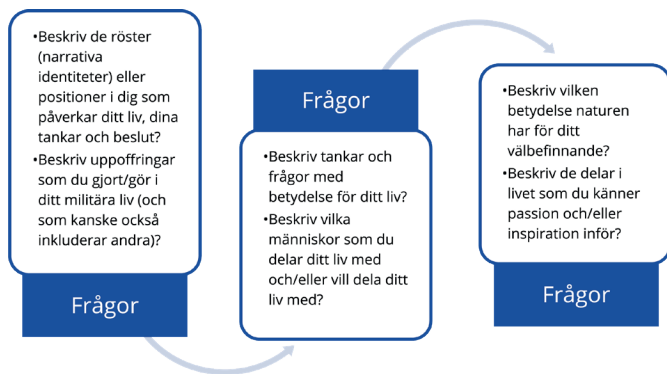 •Beskriv de röster
(narrativa
identiteter) eller
positioner i dig som
påverkar ditt liv, dina
tankar och beslut?
•Beskriv uppoffringar
som du gjort/gör i
ditt militära liv (och
som kanske också
inkluderar andra)?
Frågor
Frågor
•Beskriv tankar och
frågor med
betydelse för ditt liv?
•Beskriv vilka
människor som du
delar ditt liv med
och/eller vill dela ditt
liv med?
•Beskriv vilken
betydelse naturen
har för ditt
välbefinnande?
•Beskriv de delar i
livet som du känner
passion och/eller
inspiration inför?
Frågor